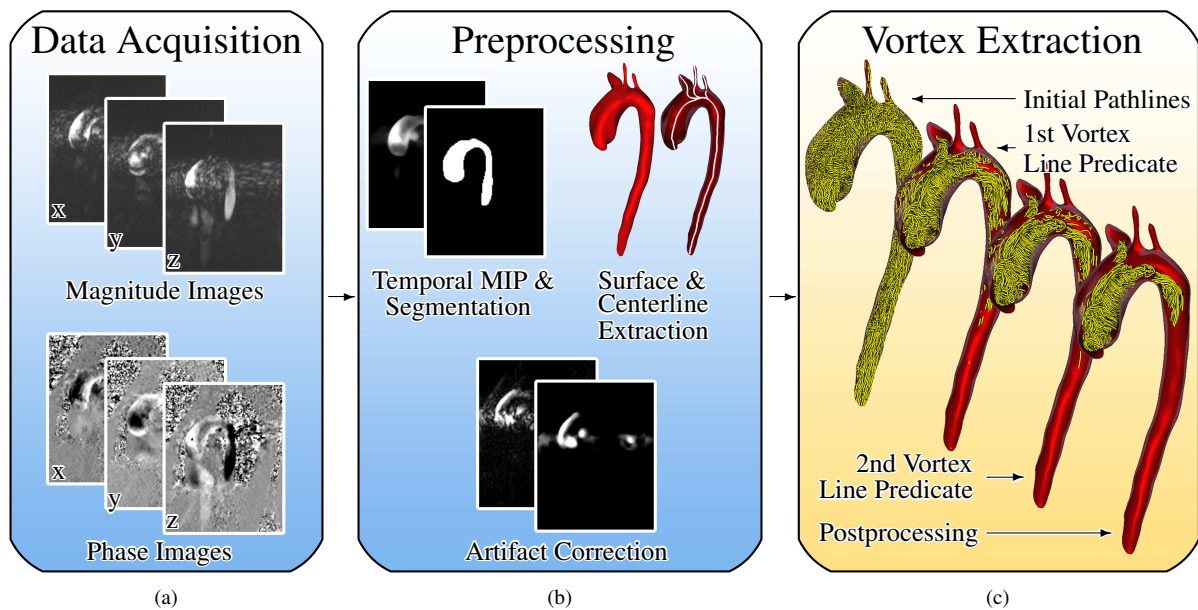 Data Acquisition
x
y
z
Magnitude Images
x
y
z
Phase Images
(a)
Preprocessing
Temporal MIP &
Segmentation
Surface &
Centerline
Extraction
Artifact Correction
(b)
Vortex Extraction
Initial Pathlines
1st Vortex
Line Predicate
2nd Vortex
Line Predicate
Postprocessing
(c)